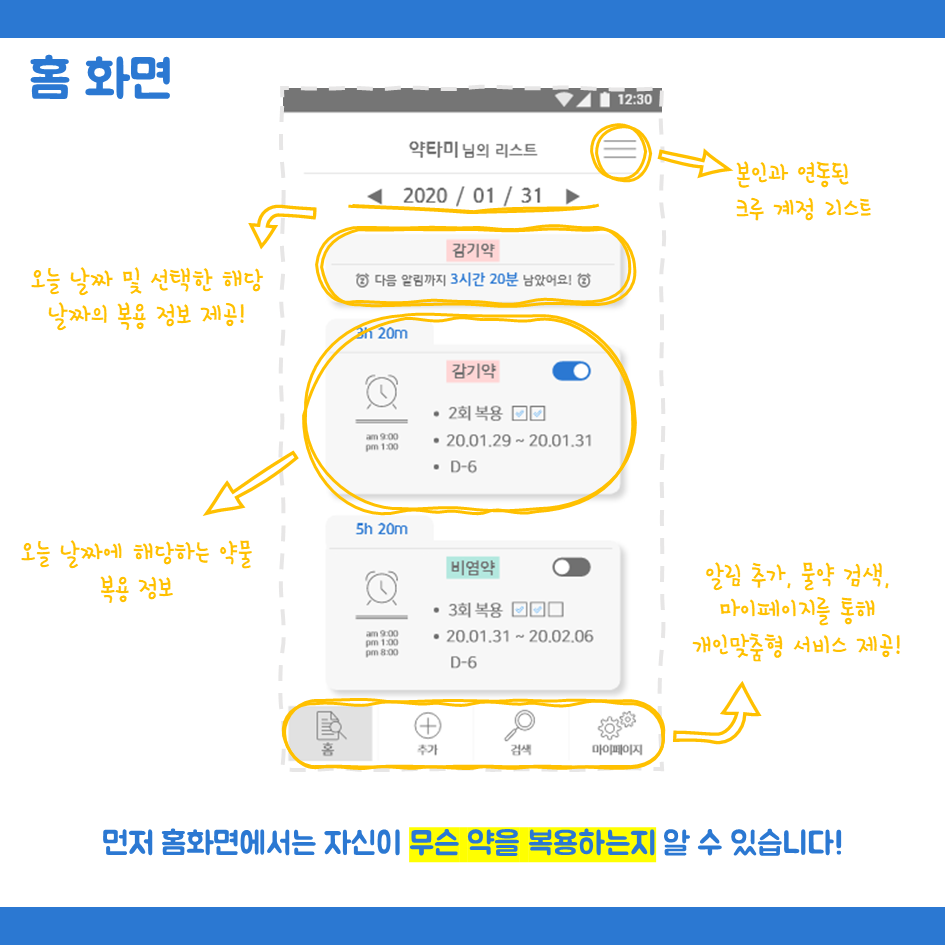 홈 화면
12:30
약타미 님의 리스트
본인과 연동된
크루 계정 리스트
2020 / 01 / 31
감기약
다음 알림까지 3시간 20분 남았어요!
오늘 날짜 및 선택한 해당
날짜의 복용 정보 제공!
3h 20m
감기약
• 2회 복용
am 9:00
pm 1:00
• 20.01.29 ~ 20.01.31
• D-6
오늘 날짜에 해당하는 약물
복용 정보
5h 20m
비염약
• 3회 복용
am 9:00
pm 1:00
pm 8:00
• 20.01.31 ~ 20.02.06
D-6
알림 추가, 물약 검색,
마이페이지를 통해
개인맞춤형 서비스 제공!
홈
추가
검색
마이페이지
먼저 홈화면에서는 자신이 무슨 약을 복용하는지 알 수 있습니다!